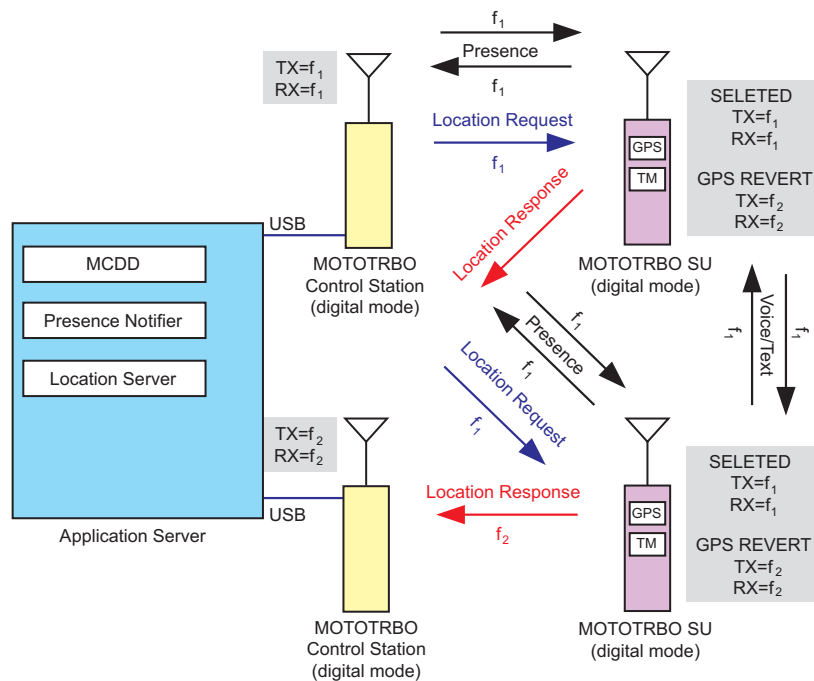 f1
Presence
f1
TX=f1
RX=f1
Location Request
f1
GPS
TM
SELETED
TX=f1
RX=f1
GPS REVERT
TX=f2
RX=f2
Location Response
USB
MCDD
Presence Notifier
Location Server
MOTOTRBO
Control Station
(digital mode)
MOTOTRBO SU
(digital mode)
f1
Presence
f1
f1
Voice/Text
f1
Location Request
f1
TX=f2
RX=f2
Location Response
f2
GPS
TM
SELETED
TX=f1
RX=f1
GPS REVERT
TX=f2
RX=f2
USB
Application Server
MOTOTRBO
Control Station
(digital mode)
MOTOTRBO SU
(digital mode)